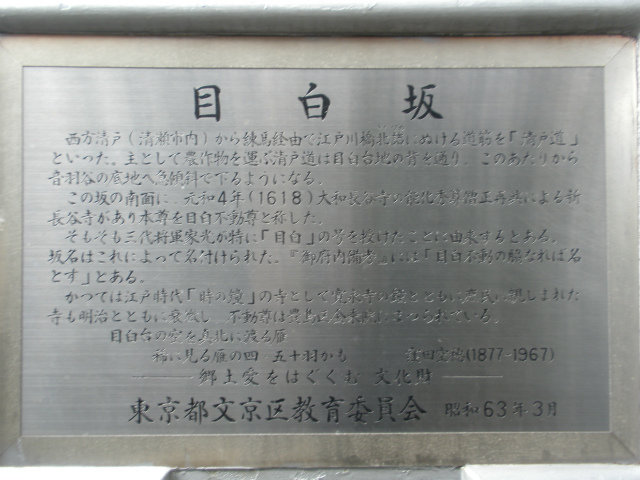 目白坂
西方清戸(清瀬市内)から練馬経由で江戸川橋北詰にぬける道筋を「清戸道」
といった。主として農作物を運ぶ清戸道は目白台地の背を通り、このあたりから
音羽谷の底地へ急傾斜で下るようになる。
この坂の南面に、元和4年(1618)大和長谷寺の能化秀算僧正再興による新
長谷寺があり本尊を目白不動尊と称した。
そもそも三代将軍家光が特に「目白」の号を授けたことに由来するとある。
坂名はこれによって名付けられた。『御府内備考』には「目白不動の脇なれば名
とす」とある。
かつては江戸時代「時の鐘」の寺として寛永寺の鐘とともに庶民に親しまれた
寺も明治とともに衰微し、不動尊は豊島区金乗院にまつられている。
目白台の空を真北に渡る雁
稀に見る雁の四五十羽かも 窪田空穂(1877-1967)
郷土愛をはぐくむ 文化財
東京都文京区教育委員会 昭和63年3月